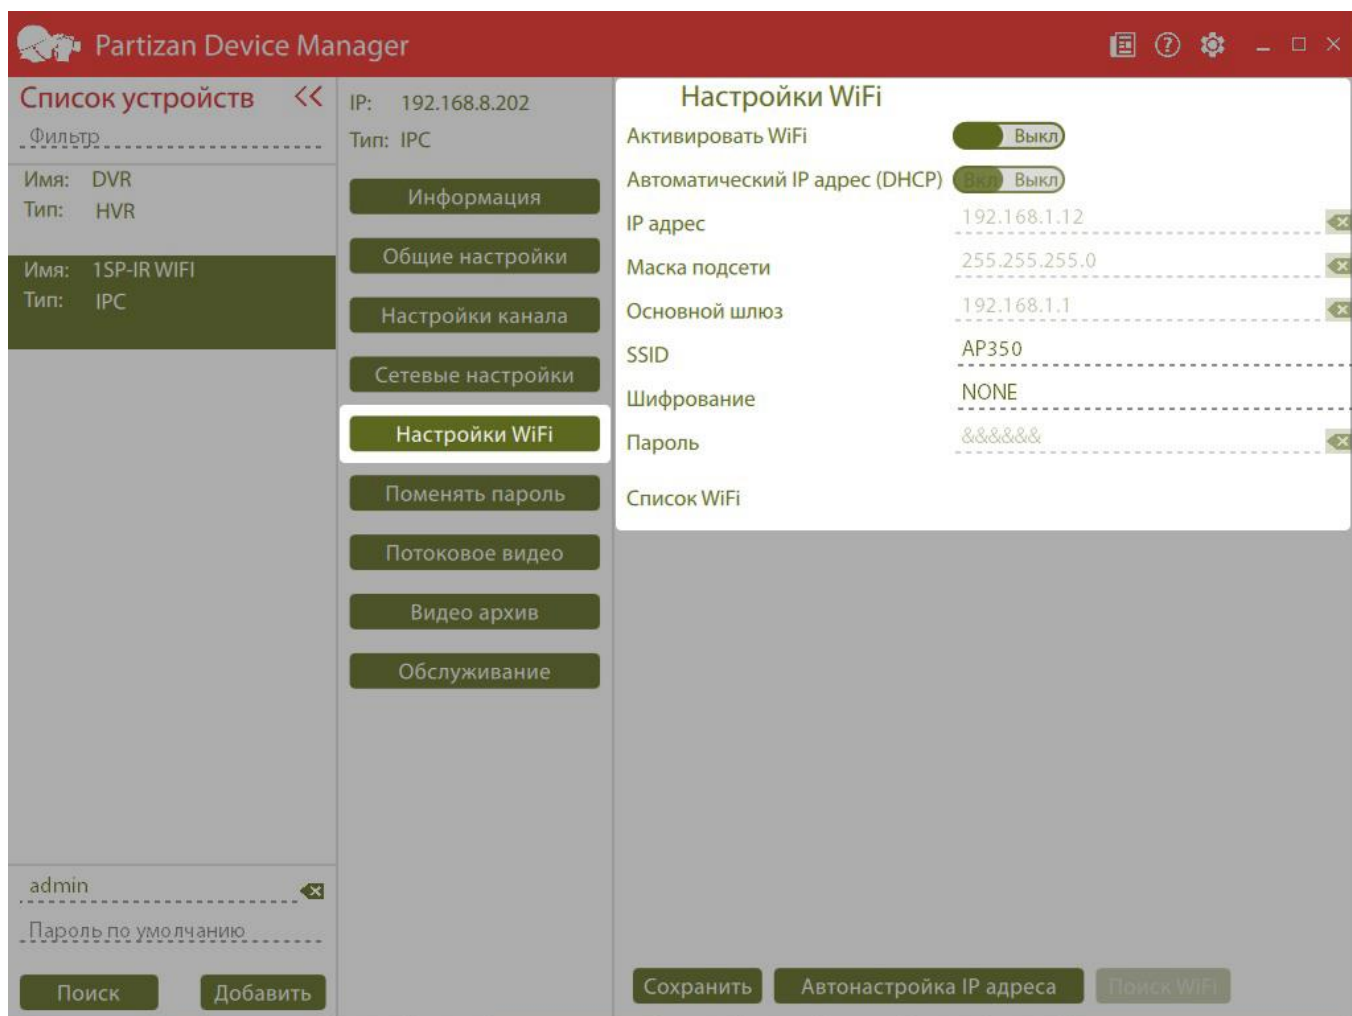 Partizan Device Manager
Список устройств <<
Фильтр
Имя: DVR
Тип: HVR
Имя: 1SP-IR WIFI
Тип: IPC
admin
Пароль по умолчанию
Поиск Добавить
IP: 192.168.8.202
Тип: IPC
Информация
Общие настройки
Настройки канала
Сетевые настройки
Настройки WiFi
Поменять пароль
Потоковое видео
Видео архив
Обслуживание
Настройки WiFi
Активировать WiFi Выкл
Автоматический IP адрес (DHCP) Вкл Выкл
IP адрес 192.168.1.12
Маска подсети 255.255.255.0
Основной шлюз 192.168.1.1
SSID AP350
Шифрование NONE
Пароль &&&&&&
Список WiFi
Сохранить Автонастройка IP адреса Поиск WiFi